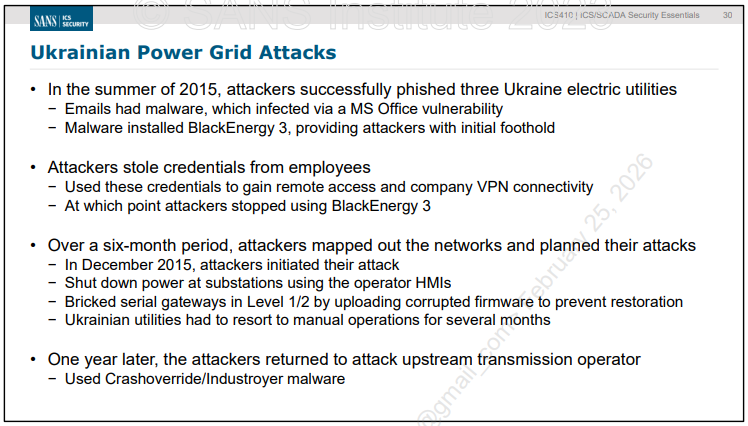 © SANS Institute 2026
SANS | ICS SECURITY
ICS410 | ICS/SCADA Security Essentials 30
Ukrainian Power Grid Attacks
• In the summer of 2015, attackers successfully phished three Ukraine electric utilities
− Emails had malware, which infected via a MS Office vulnerability
− Malware installed BlackEnergy 3, providing attackers with initial foothold
• Attackers stole credentials from employees
− Used these credentials to gain remote access and company VPN connectivity
− At which point attackers stopped using BlackEnergy 3
• Over a six-month period, attackers mapped out the networks and planned their attacks
− In December 2015, attackers initiated their attack
− Shut down power at substations using the operator HMIs
− Bricked serial gateways in Level 1/2 by uploading corrupted firmware to prevent restoration
− Ukrainian utilities had to resort to manual operations for several months
• One year later, the attackers returned to attack upstream transmission operator
− Used Crashoverride/Industroyer malware
@gmail_com February 25, 2026